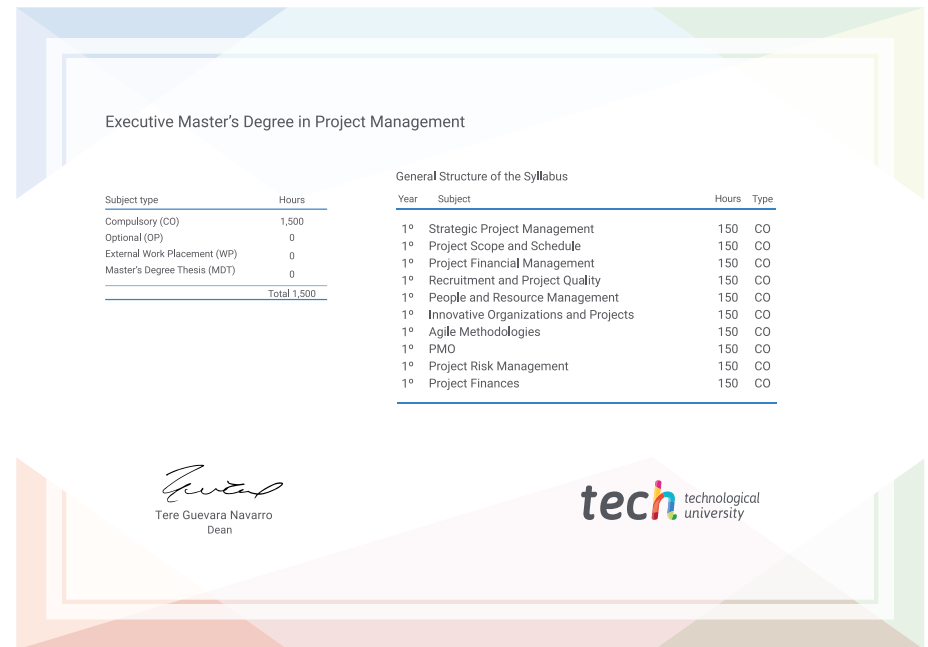 Executive Master's Degree in Project Management
Subject type Hours
Compulsory (CO) 1,500
Optional (OP) 0
External Work Placement (WP) 0
Master's Degree Thesis (MDT) 0
Total 1,500
General Structure of the Syllabus
Year Subject Hours Type
1º Strategic Project Management 150 CO
1º Project Scope and Schedule 150 CO
1º Project Financial Management 150 CO
1º Recruitment and Project Quality 150 CO
1º People and Resource Management 150 CO
1º Innovative Organizations and Projects 150 CO
1º Agile Methodologies 150 CO
1º PMO 150 CO
1º Project Risk Management 150 CO
1º Project Finances 150 CO
Tere Guevara Navarro
Dean
tech technological
university